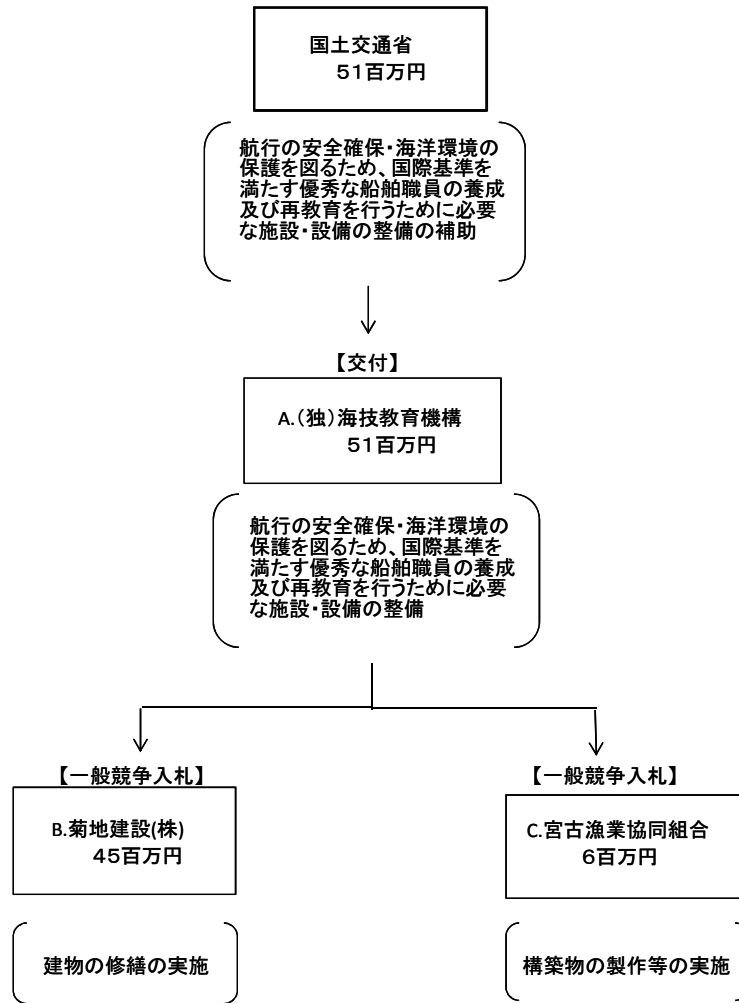 国土交通省
51百万円
航行の安全確保・海洋環境の
保護を図るため、国際基準を
満たす優秀な船舶職員の養成
及び再教育を行うために必要
な施設・設備の整備の補助
【交付】
A.(独)海技教育機構
51百万円
航行の安全確保・海洋環境の
保護を図るため、国際基準を
満たす優秀な船舶職員の養成
及び再教育を行うために必要
な施設・設備の整備
【一般競争入札】
B.菊地建設(株)
45百万円
建物の修繕の実施
【一般競争入札】
C.宮古漁業協同組合
6百万円
構築物の製作等の実施